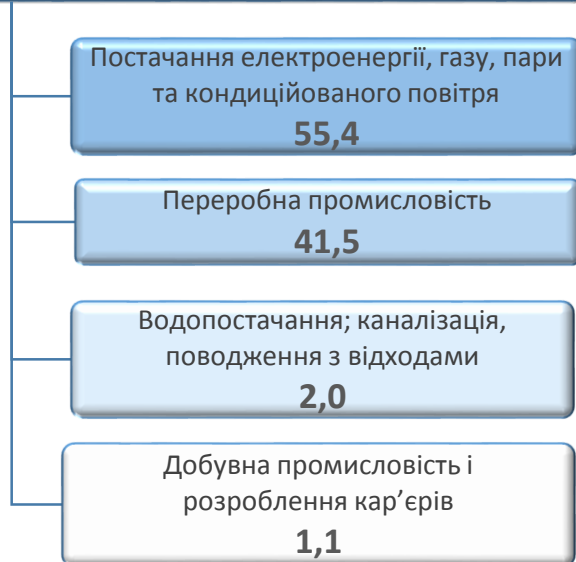 Постачання електроенергії, газу, пари
та кондиційованого повітря
55,4
Переробна промисловість
41,5
Водопостачання; каналізація,
поводження з відходами
2,0
Добувна промисловість і
розроблення кар’єрів
1,1